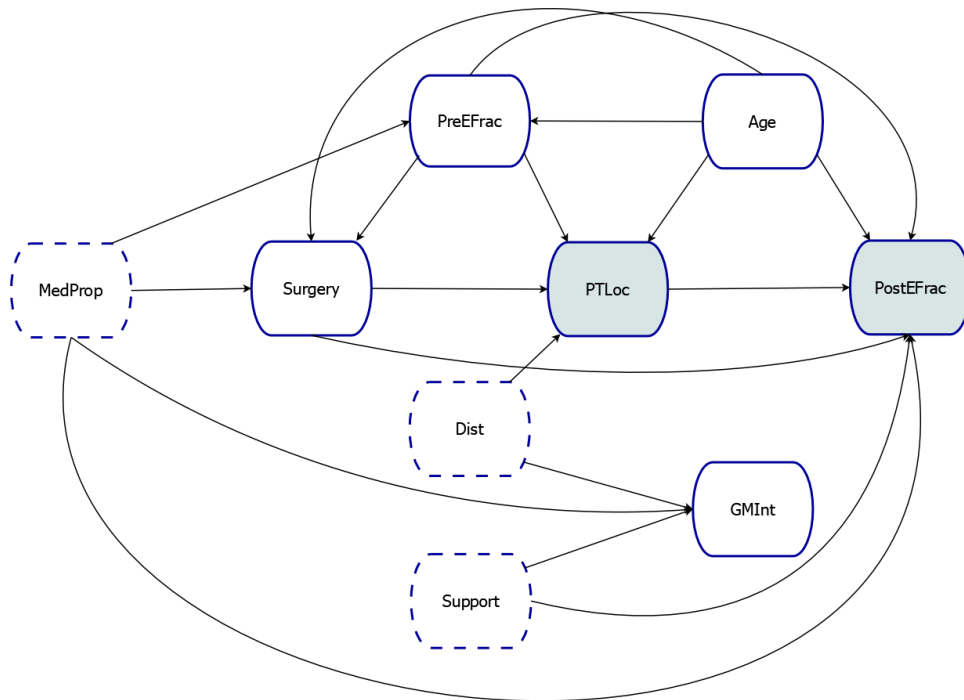 PreEFrac
Age
MedProp
Surgery
PTLoc
PostEFrac
Dist
GMInt
Support